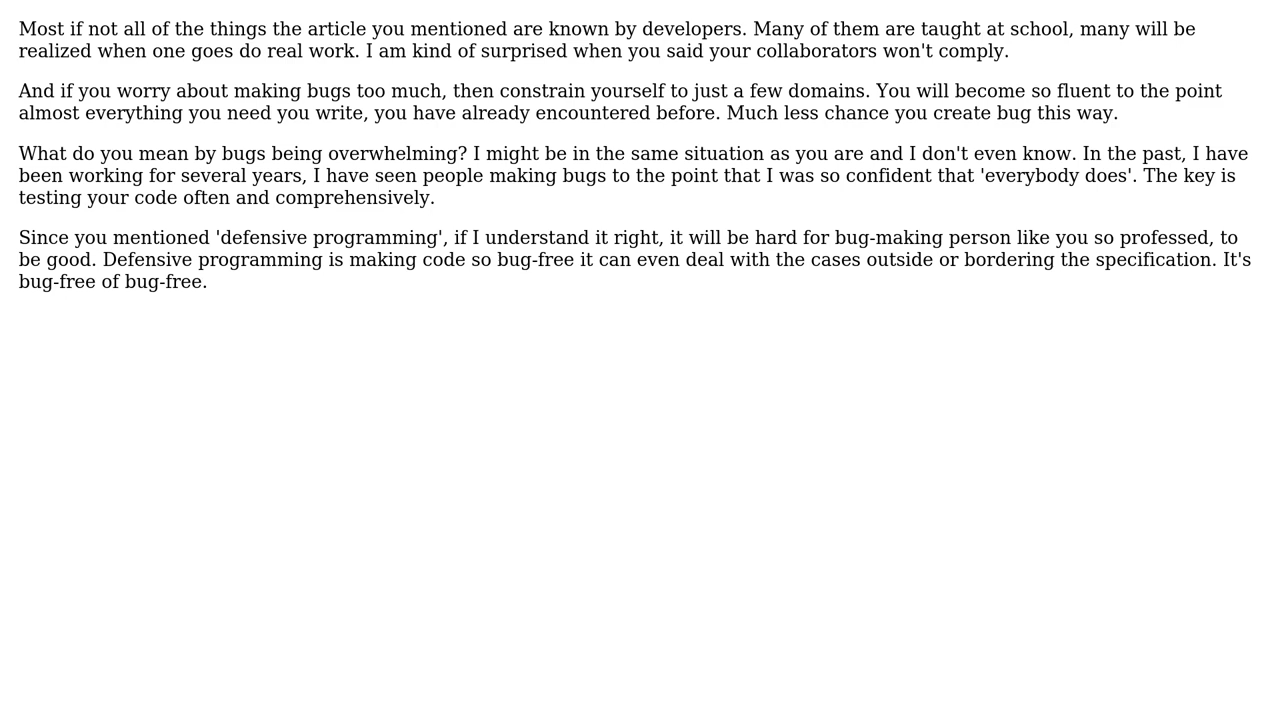 Most if not all of the things the article you mentioned are known by developers. Many of them are taught at school, many will be
realized when one goes do real work. I am kind of surprised when you said your collaborators won't comply.
And if you worry about making bugs too much, then constrain yourself to just a few domains. You will become so fluent to the point
almost everything you need you write, you have already encountered before. Much less chance you create bug this way.
What do you mean by bugs being overwhelming? I might be in the same situation as you are and I don't even know. In the past, I have
been working for several years, I have seen people making bugs to the point that I was so confident that 'everybody does'. The key is
testing your code often and comprehensively.
Since you mentioned 'defensive programming', if I understand it right, it will be hard for bug-making person like you so professed, to
be good. Defensive programming is making code so bug-free it can even deal with the cases outside or bordering the specification. It's
bug-free of bug-free.